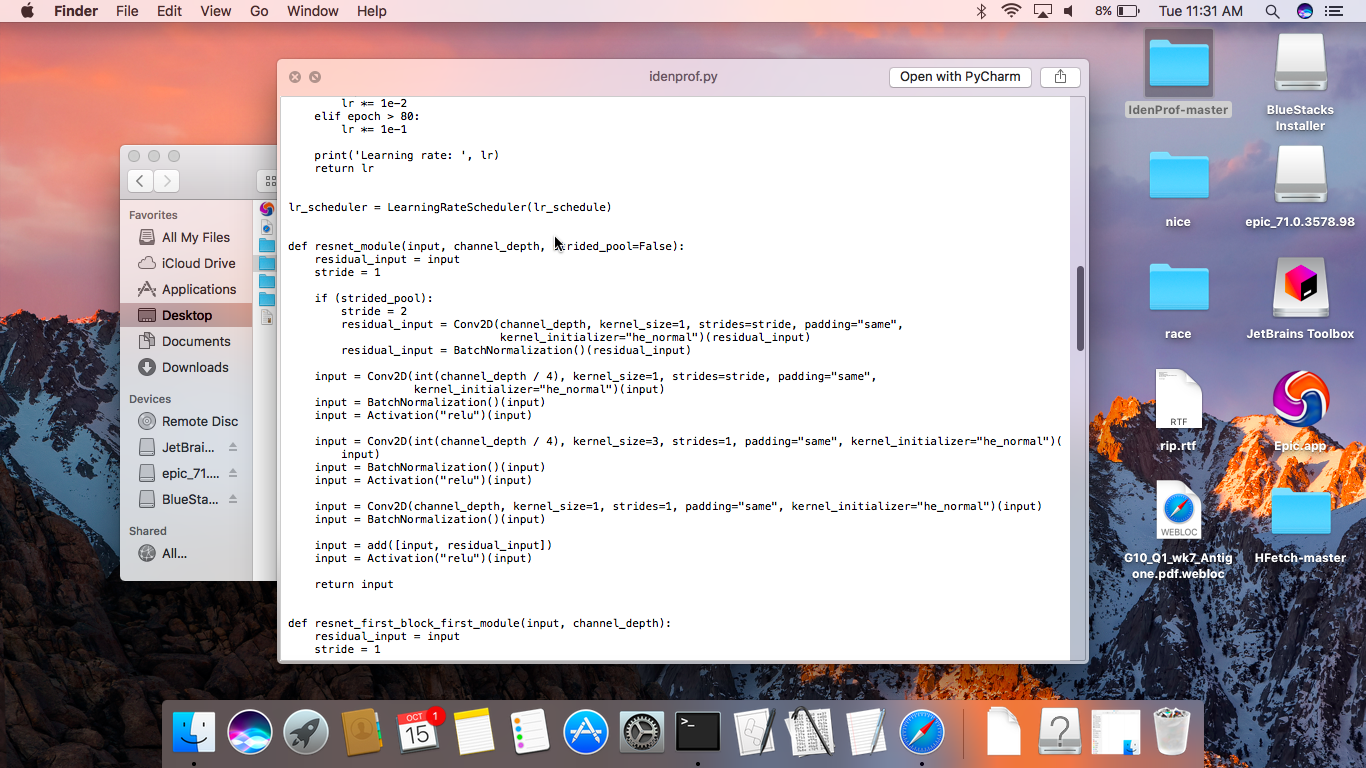 Finder File Edit View Go Window Help 8% Tue 11:31 AM
idenprof.py Open with PyCharm
        lr *= 1e-2
    elif epoch > 80:
        lr *= 1e-1
    print('Learning rate: ', lr)
    return lr
lr_scheduler = LearningRateScheduler(lr_schedule)
def resnet_module(input, channel_depth, strided_pool=False):
    residual_input = input
    stride = 1
    if (strided_pool):
        stride = 2
        residual_input = Conv2D(channel_depth, kernel_size=1, strides=stride, padding="same",
                                kernel_initializer="he_normal")(residual_input)
        residual_input = BatchNormalization()(residual_input)
    input = Conv2D(int(channel_depth / 4), kernel_size=1, strides=stride, padding="same",
                   kernel_initializer="he_normal")(input)
    input = BatchNormalization()(input)
    input = Activation("relu")(input)
    input = Conv2D(int(channel_depth / 4), kernel_size=3, strides=1, padding="same", kernel_initializer="he_normal")(
        input)
    input = BatchNormalization()(input)
    input = Activation("relu")(input)
    input = Conv2D(channel_depth, kernel_size=1, strides=1, padding="same", kernel_initializer="he_normal")(input)
    input = BatchNormalization()(input)
    input = add([input, residual_input])
    input = Activation("relu")(input)
    return input
def resnet_first_block_first_module(input, channel_depth):
    residual_input = input
    stride = 1
Favorites
All My Files
iCloud Drive
Applications
Desktop
Documents
Downloads
Devices
Remote Disc
JetBrai...
epic_71....
BlueSta...
Shared
All...
IdenProf-master
BlueStacks
Installer
nice
epic_71.0.3578.98
race
JetBrains Toolbox
RTF
rip.rtf
Epic.app
WEBLOC
G10_Q1_wk7_Antig
one.pdf.webloc
HFetch-master
OCT
1
15
>_
?